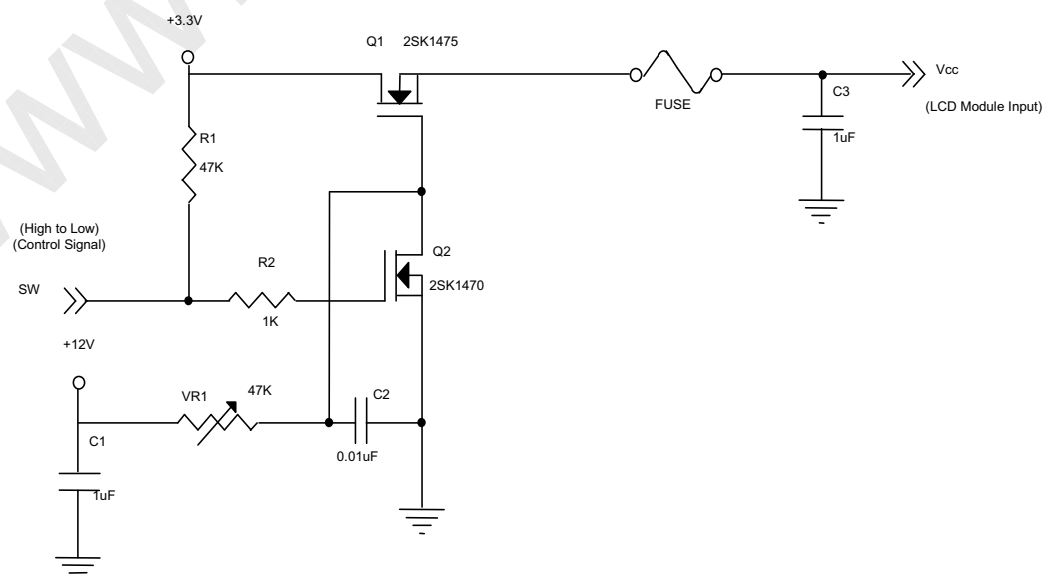 +3.3V
Q1 2SK1475
Vcc
C3
(LCD Module Input)
FUSE
1uF
R1
47K
(High to Low)
(Control Signal)
Q2
R2
SW
2SK1470
1K
+12V
VR1 47K
C2
C1
0.01uF
1uF
WW